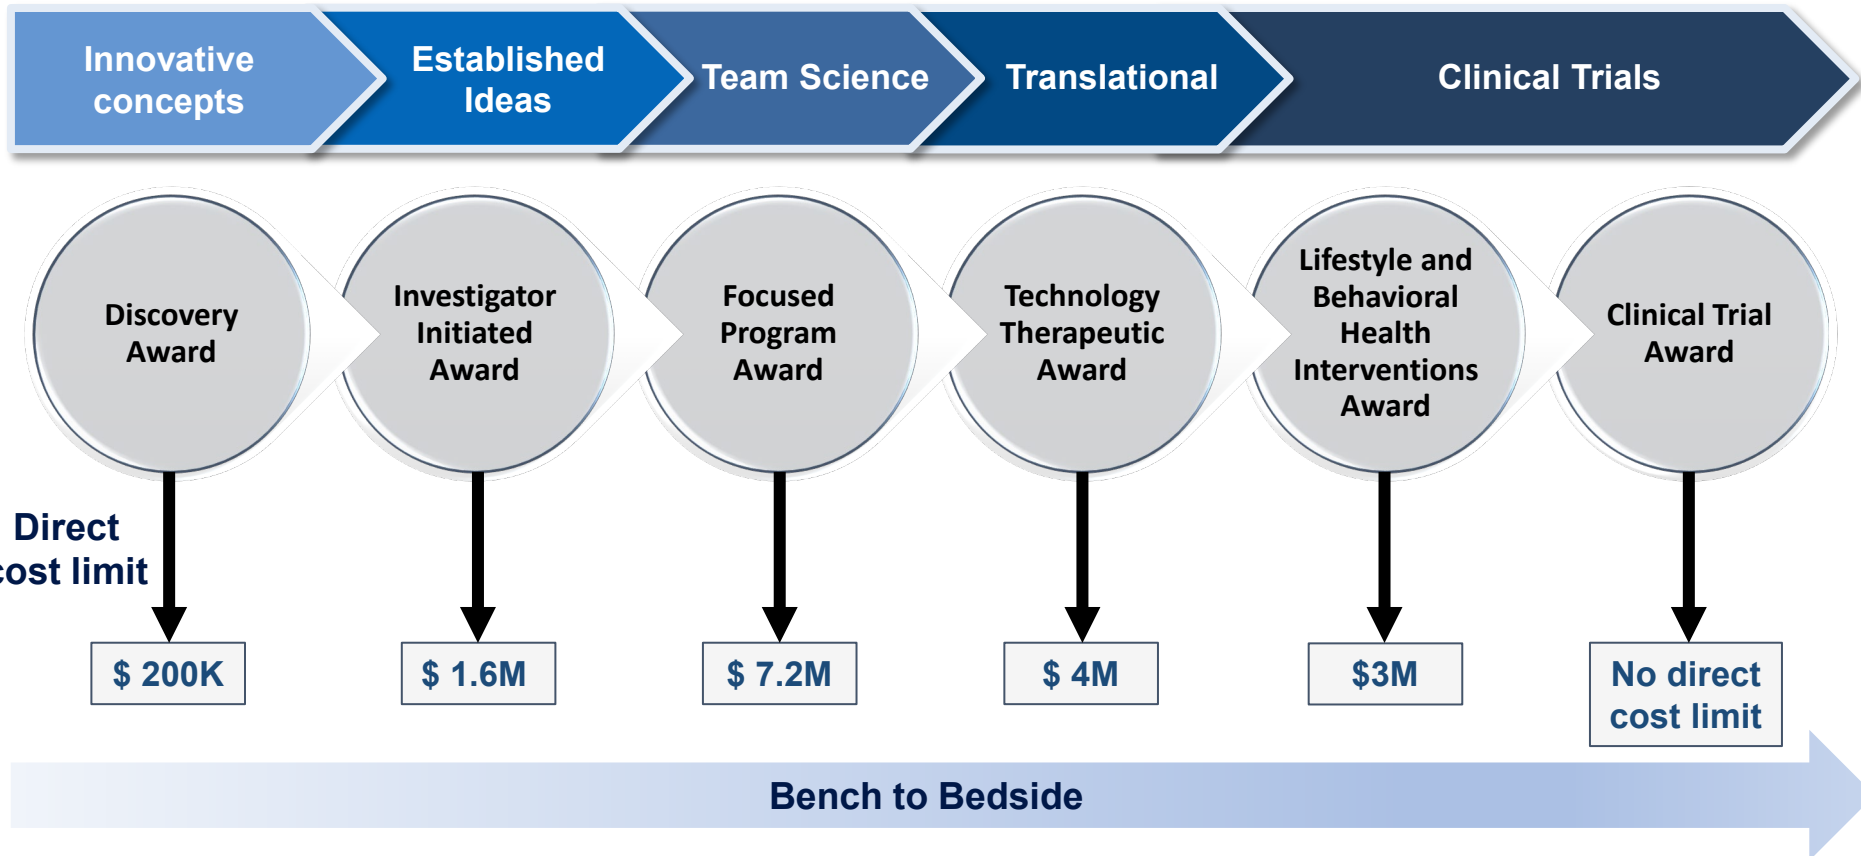 Innovative
concepts
Established
Ideas
Team Science
Translational
Clinical Trials
Discovery
Award
Investigator
Initiated
Award
Focused
Program
Award
Technology
Therapeutic
Award
Lifestyle and
Behavioral
Health
Interventions
Award
Clinical Trial
Award
Direct
cost limit
$ 200K
$ 1.6M
$ 7.2M
$ 4M
$3M
No direct
cost limit
Bench to Bedside